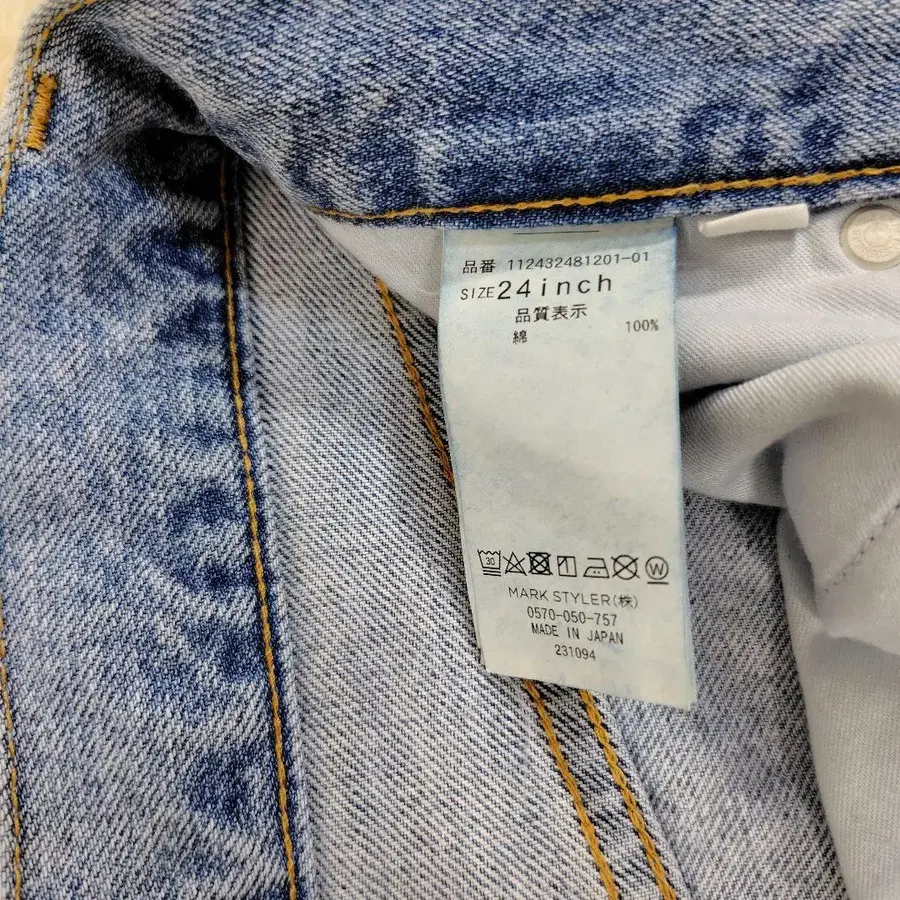 品番 112432481201-01
SIZE 24inch
品質表示
綿 100%
30
W
MARK STYLER(株)
0570-050-757
MADE IN JAPAN
231094